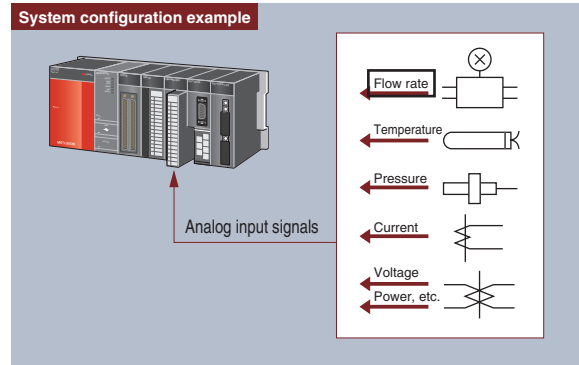 System configuration example
Flow rate
Temperature
Pressure
Current
Voltage
Power, etc.
Analog input signals